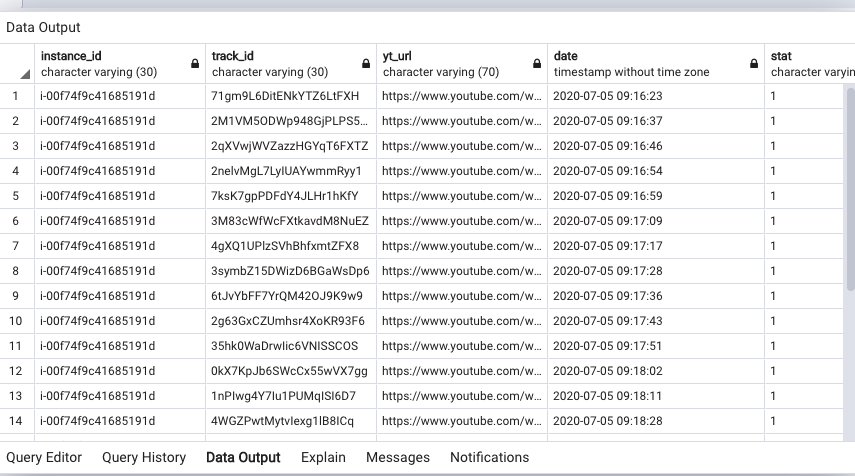 Data Output
instance_id track_id yt_url date stat
character varying (30) character varying (30) character varying (70) timestamp without time zone character varyin
1 i-00f74f9c41685191d 71gm9L6DitENkYTZ6LtFXH https://www.youtube.com/w... 2020-07-05 09:16:23 1
2 i-00f74f9c41685191d 2M1VM5ODWp948GjPLPS5... https://www.youtube.com/w... 2020-07-05 09:16:37 1
3 i-00f74f9c41685191d 2qXVwjWVZazzHGYqT6FXTZ https://www.youtube.com/w... 2020-07-05 09:16:46 1
4 i-00f74f9c41685191d 2nelvMgL7LylUAYwmmRyy1 https://www.youtube.com/w... 2020-07-05 09:16:54 1
5 i-00f74f9c41685191d 7ksK7gpPDFdY4JLHr1hKfY https://www.youtube.com/w... 2020-07-05 09:16:59 1
6 i-00f74f9c41685191d 3M83cWfWcFXtkavdM8NuEZ https://www.youtube.com/w... 2020-07-05 09:17:09 1
7 i-00f74f9c41685191d 4gXQ1UPlzSVhBhfxmtZFX8 https://www.youtube.com/w... 2020-07-05 09:17:17 1
8 i-00f74f9c41685191d 3symbZ15DWizD6BGaWsDp6 https://www.youtube.com/w... 2020-07-05 09:17:28 1
9 i-00f74f9c41685191d 6tJvYbFF7YrQM42OJ9K9w9 https://www.youtube.com/w... 2020-07-05 09:17:36 1
10 i-00f74f9c41685191d 2g63GxCZUmhsr4XoKR93F6 https://www.youtube.com/w... 2020-07-05 09:17:43 1
11 i-00f74f9c41685191d 35hk0WaDrwIic6VNISSCOS https://www.youtube.com/w... 2020-07-05 09:17:51 1
12 i-00f74f9c41685191d 0kX7KpJb6SWcCx55wVX7gg https://www.youtube.com/w... 2020-07-05 09:18:02 1
13 i-00f74f9c41685191d 1nPIwg4Y7Iu1PUMqISI6D7 https://www.youtube.com/w... 2020-07-05 09:18:11 1
14 i-00f74f9c41685191d 4WGZPwtMytvIexg1lB8ICq https://www.youtube.com/w... 2020-07-05 09:18:28 1
Query Editor Query History Data Output Explain Messages Notifications